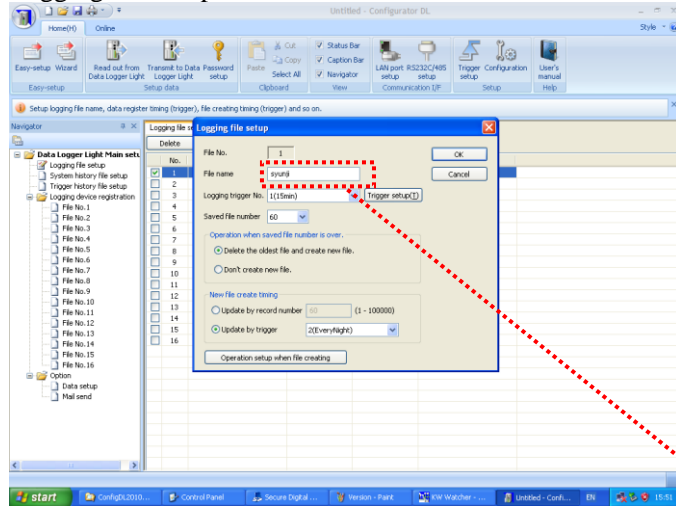 Untitled - Configurator DL
Home(H) Online Style
Easy-setup Wizard
Read out from Data Logger Light
Transmit to Data Logger Light
Password setup
Paste
Cut
Copy
Select All
Status Bar
Caption Bar
Navigator
LAN port setup
RS232C/485 setup
Trigger setup
Configuration
User's manual
Easy-setup Setup data Clipboard View Communication I/F Setup Help
Setup logging file name, data register timing (trigger), file creating timing (trigger) and so on.
Navigator
Data Logger Light Main setu
Logging file setup
System history file setup
Trigger history file setup
Logging device registration
File No.1
File No.2
File No.3
File No.4
File No.5
File No.6
File No.7
File No.8
File No.9
File No.10
File No.11
File No.12
File No.13
File No.14
File No.15
File No.16
Option
Data setup
Mail send
Logging file se
Delete
No.
1
2
3
4
5
6
7
8
9
10
11
12
13
14
15
16
Logging file setup
File No. 1
OK
File name syunji
Cancel
Logging trigger No. 1(15min) Trigger setup(T)
Saved file number 60
Operation when saved file number is over.
Delete the oldest file and create new file.
Don't create new file.
New file create timing
Update by record number 60 (1 - 100000)
Update by trigger 2(EveryNight)
Operation setup when file creating
start ConfigDL2010... Control Panel Secure Digital ... Version - Paint KW Watcher - ... Untitled - Confi... EN 15:51